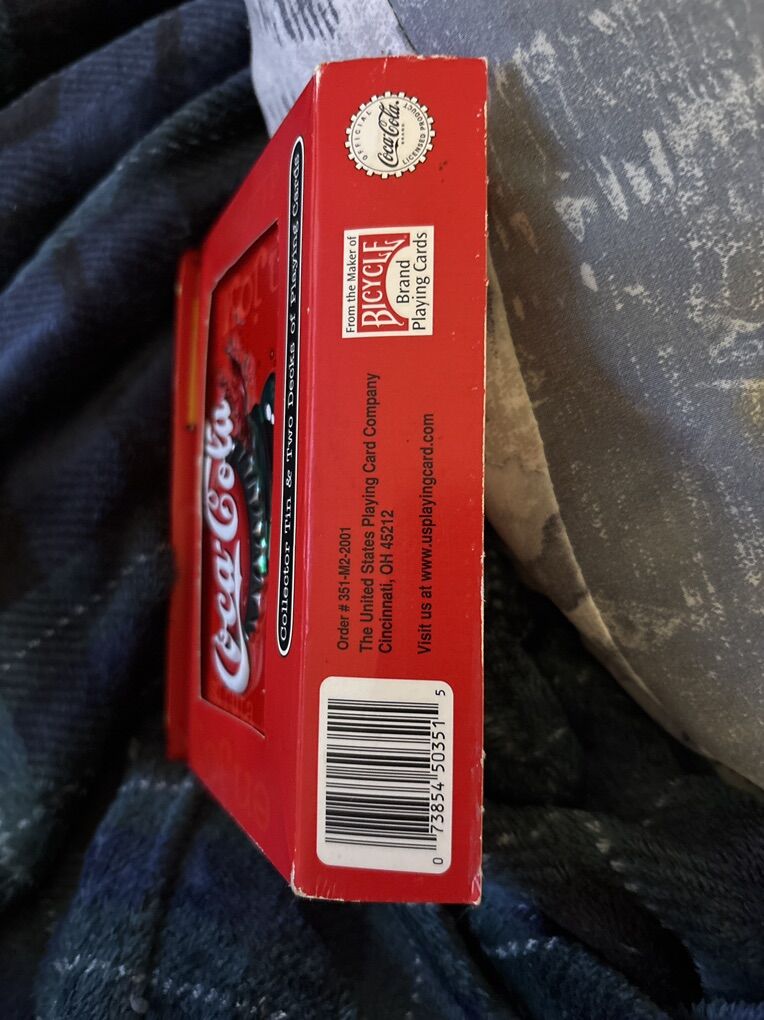 OFFICIAL
Coca-Cola
BRAND
LICENSED PRODUCT
From the Maker of
BICYCLE
Brand
Playing Cards
Order # 351-M2-2001
The United States Playing Card Company
Cincinnati, OH 45212
Visit us at www.usplayingcard.com
0 73854 50351 5
Collector Tin & Two Decks of Playing Cards
Coca-Cola